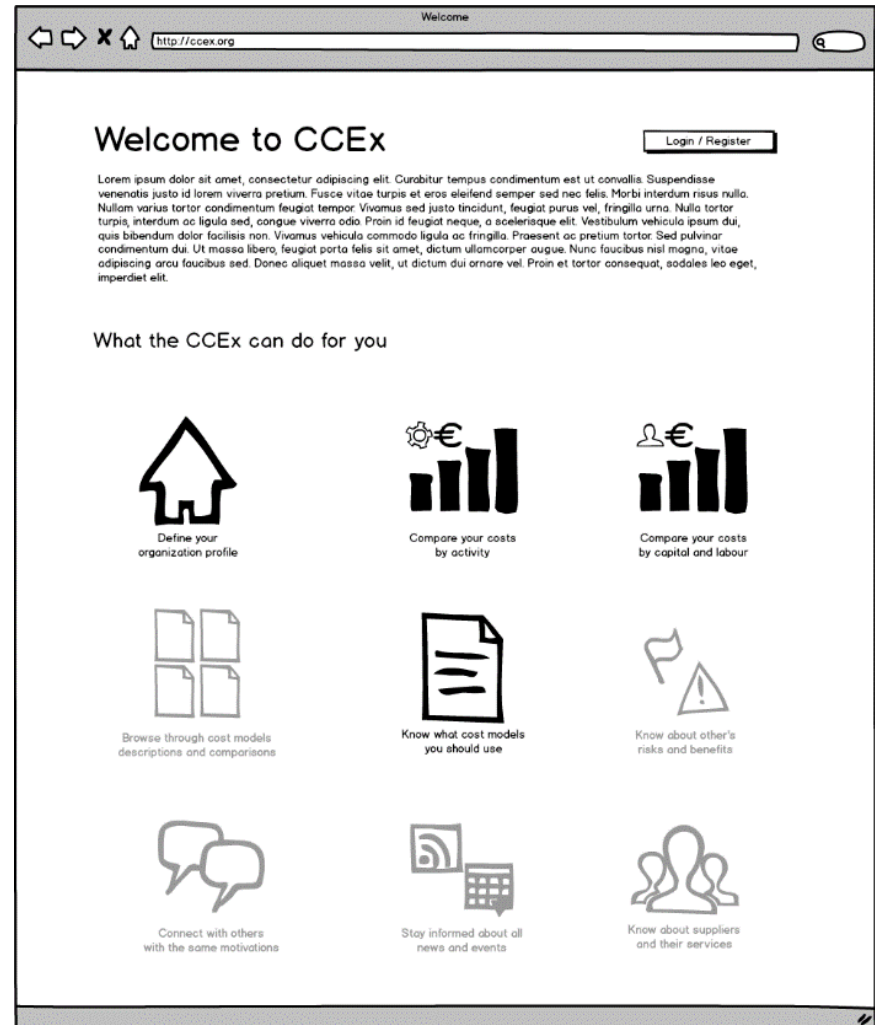 Welcome
http://ccex.org
Welcome to CCEx
Login / Register
Lorem ipsum dolor sit amet, consectetur adipiscing elit. Curabitur tempus condimentum est ut convallis. Suspendisse
venenatis justo id lorem viverra pretium. Fusce vitae turpis et eros eleifend semper sed nec felis. Morbi interdum risus nulla.
Nullam varius tortor condimentum feugiat tempor. Vivamus sed justo tincidunt, feugiat purus vel, fringilla urna. Nulla tortor
turpis, interdum ac ligula sed, congue viverra odio. Proin id feugiat neque, a scelerisque elit. Vestibulum vehicula ipsum dui,
quis bibendum dolor facilisis non. Vivamus vehicula commodo ligula ac fringilla. Praesent ac pretium tortor. Sed pulvinar
condimentum dui. Ut massa libero, feugiat porta felis sit amet, dictum ullamcorper augue. Nunc faucibus nisl magna, vitae
adipiscing arcu faucibus sed. Donec aliquet massa velit, ut dictum dui ornare vel. Proin et tortor consequat, sodales leo eget,
imperdiet elit.
What the CCEx can do for you
€
€
Define your
organization profile
Compare your costs
by activity
Compare your costs
by capital and labour
Browse through cost models
descriptions and comparisons
Know what cost models
you should use
Know about other's
risks and benefits
Connect with others
with the same motivations
Stay informed about all
news and events
Know about suppliers
and their services